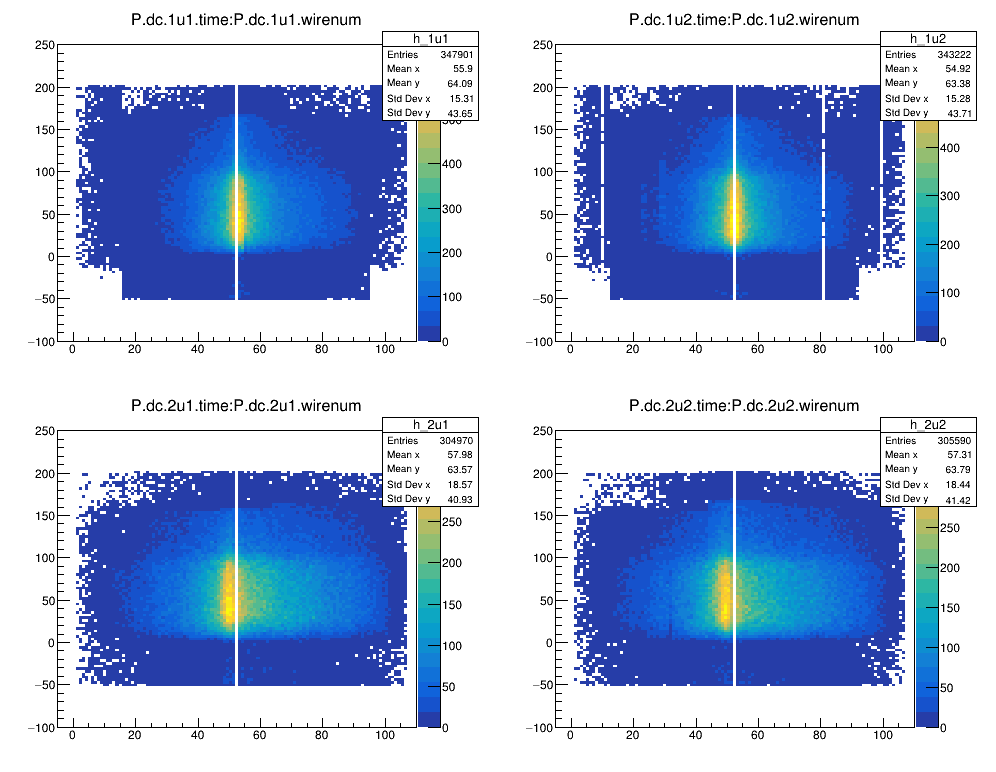 P.dc.1u1.time:P.dc.1u1.wirenum
h_1u1
Entries 347901
Mean x 55.9
Mean y 64.09
Std Dev x 15.31
Std Dev y 43.65
250
200
150
100
50
0
−50
−100
0 20 40 60 80 100
400
300
200
100
0
P.dc.1u2.time:P.dc.1u2.wirenum
h_1u2
Entries 343222
Mean x 54.92
Mean y 63.38
Std Dev x 15.28
Std Dev y 43.71
250
200
150
100
50
0
−50
−100
0 20 40 60 80 100
400
300
200
100
0
P.dc.2u1.time:P.dc.2u1.wirenum
h_2u1
Entries 304970
Mean x 57.98
Mean y 63.57
Std Dev x 18.57
Std Dev y 40.93
250
200
150
100
50
0
−50
−100
0 20 40 60 80 100
250
200
150
100
50
0
P.dc.2u2.time:P.dc.2u2.wirenum
h_2u2
Entries 305590
Mean x 57.31
Mean y 63.79
Std Dev x 18.44
Std Dev y 41.42
250
200
150
100
50
0
−50
−100
0 20 40 60 80 100
250
200
150
100
50
0